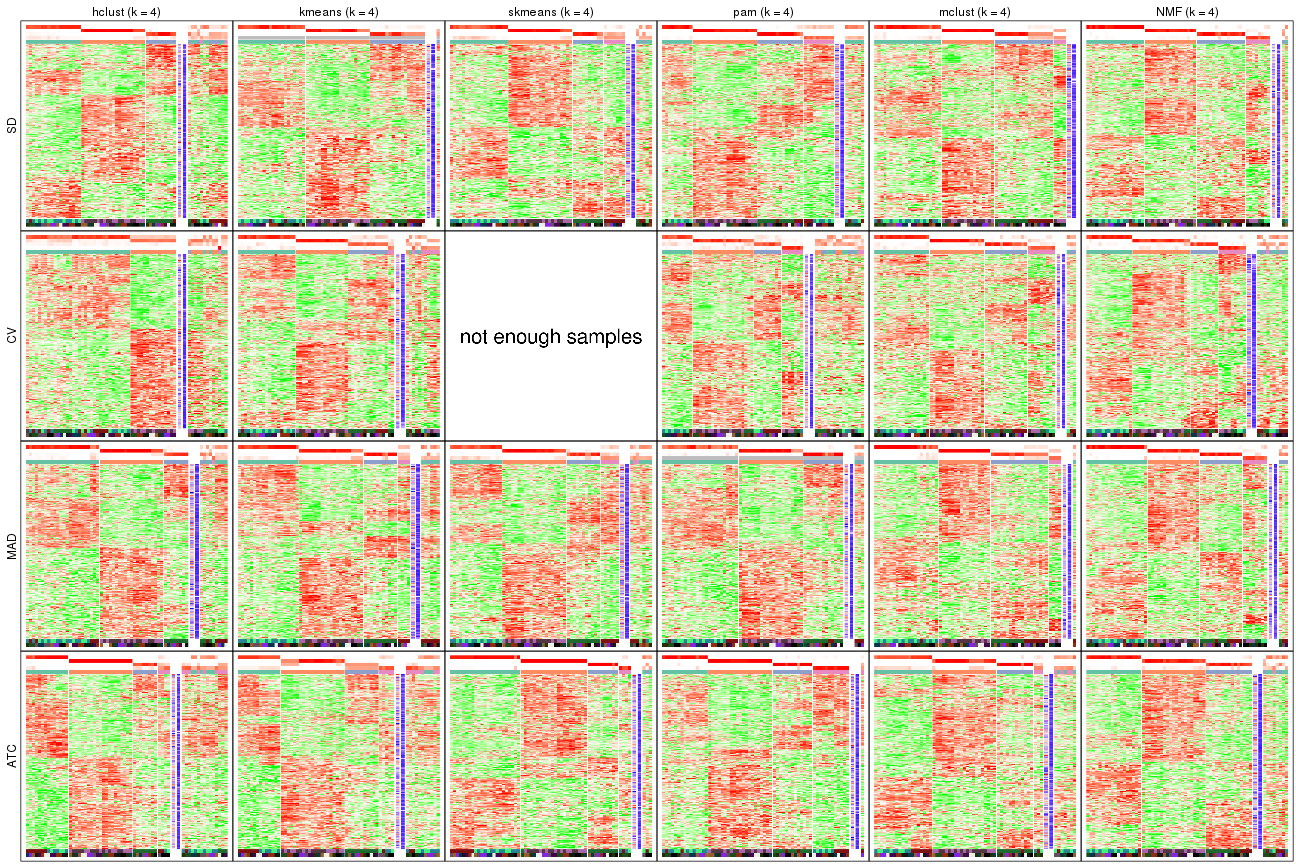 hclust (k = 4) kmeans (k = 4) skmeans (k = 4) pam (k = 4) mclust (k = 4) NMF (k = 4)
SD
CV
not enough samples
MAD
ATC